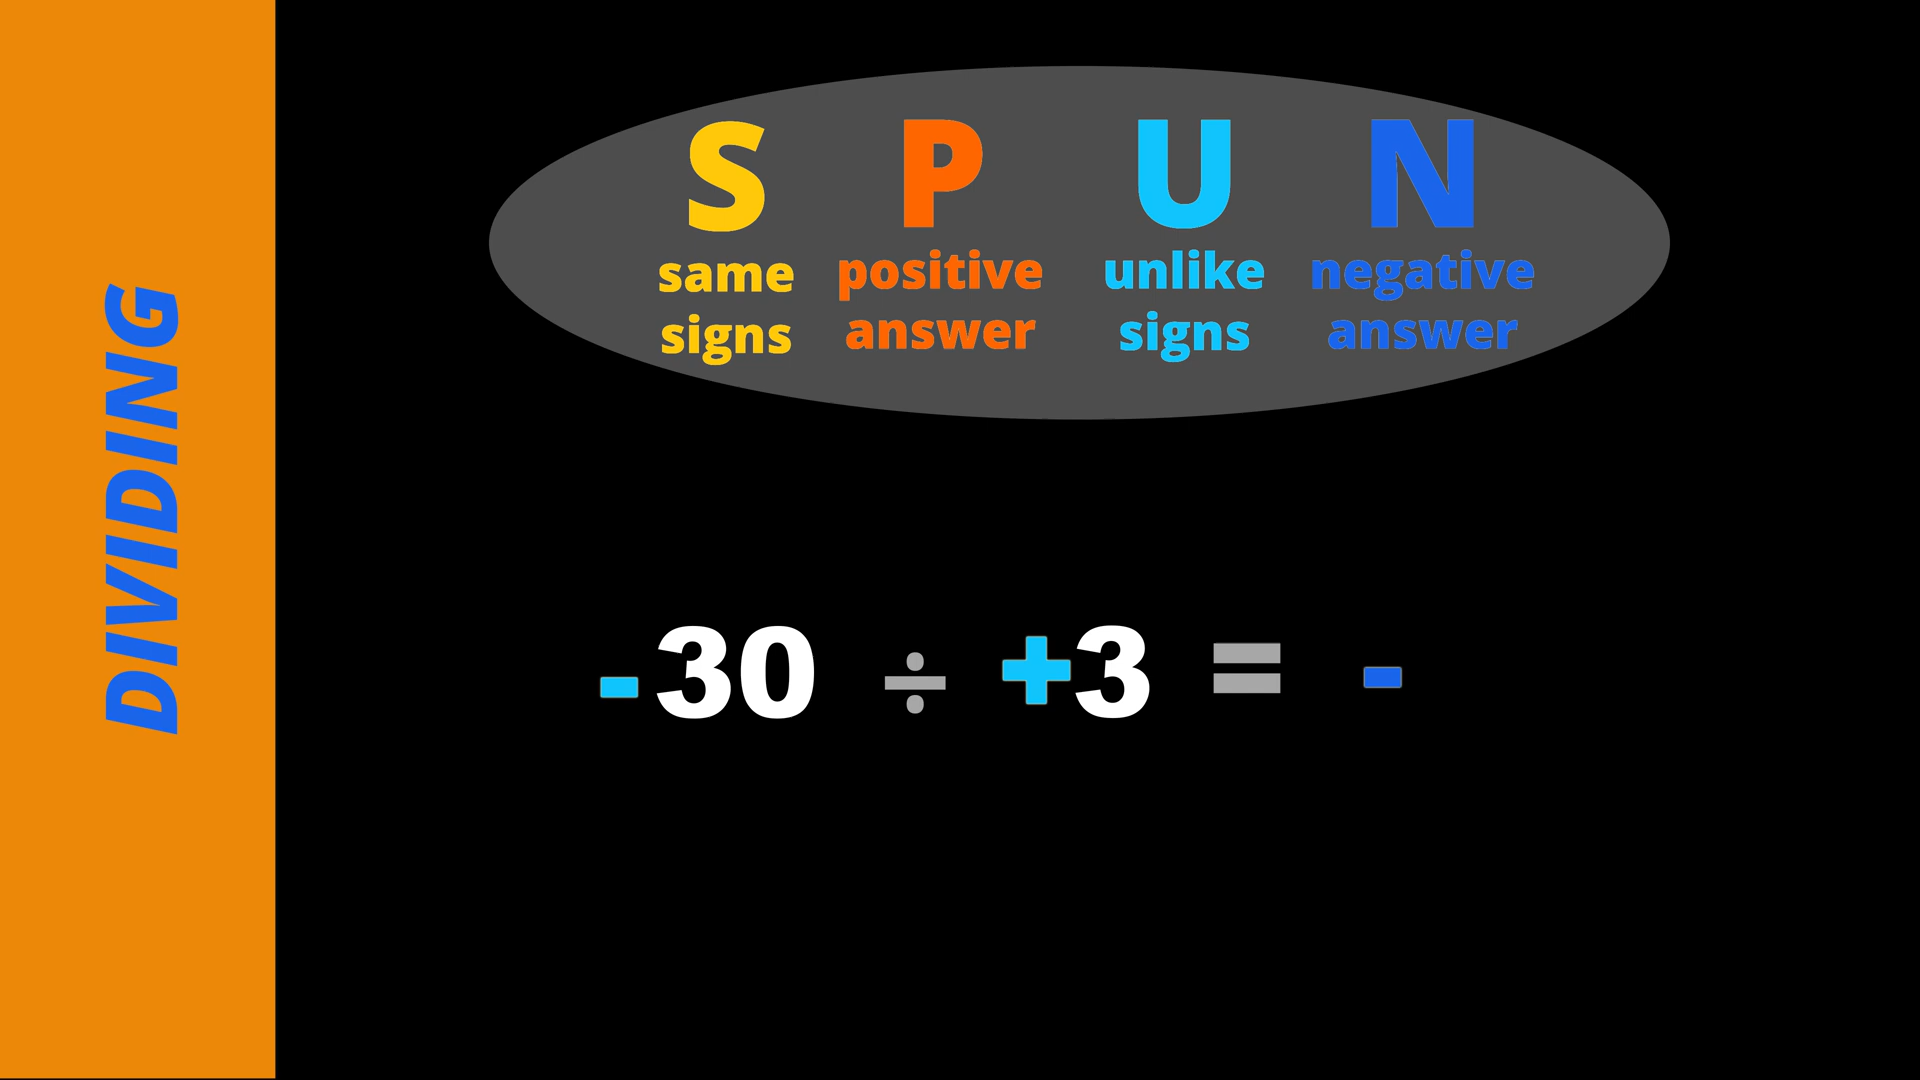 DIVIDING
S P U N
same positive unlike negative
signs answer signs answer
-30 ÷ +3 = -